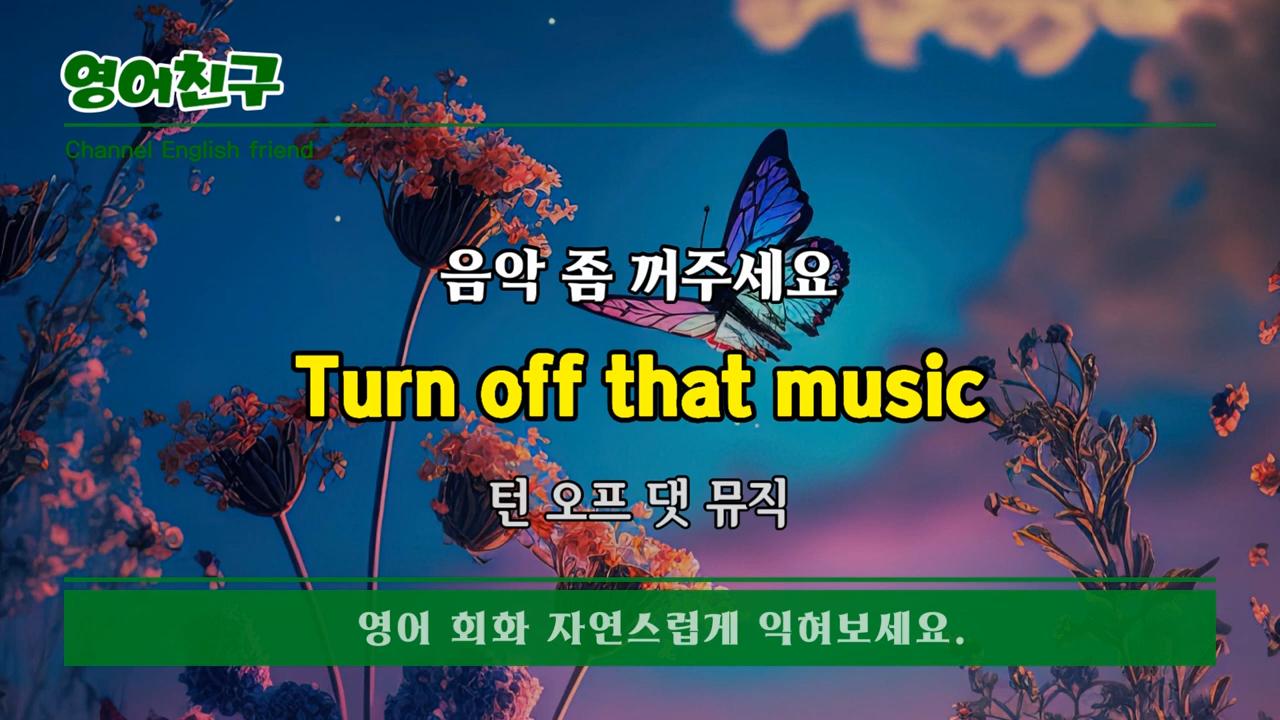 영어친구
Channel English friend
음악 좀 꺼주세요
Turn off that music
턴 오프 댓 뮤직
영어 회화 자연스럽게 익혀보세요.